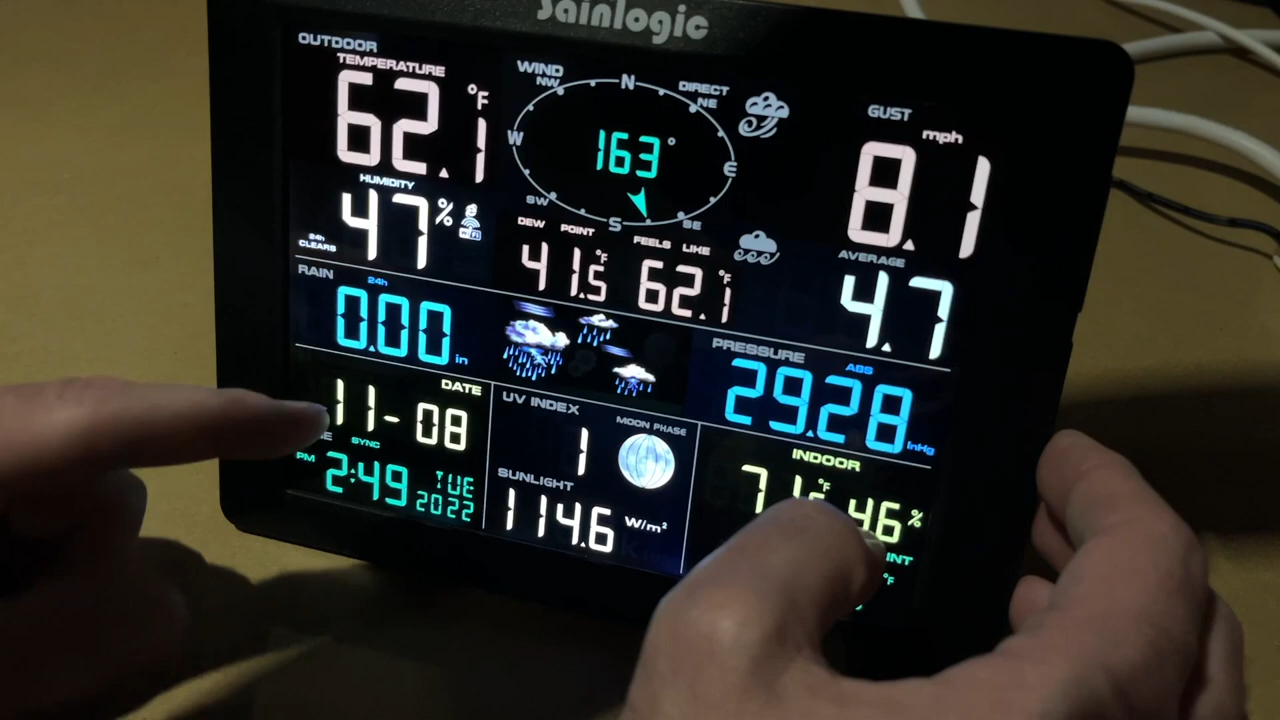 Sainlogic
OUTDOOR
TEMPERATURE
62.1 °F
HUMIDITY
47 %
WiFi
24h
CLEARS
WIND
DIRECT
N
NE
E
SE
S
SW
W
NW
163°
DEW POINT
41.5 °F
FEELS LIKE
62.1 °F
GUST
mph
8.1
AVERAGE
4.7
RAIN
24h
0.00 in
PRESSURE
ABS
29.28 inHg
DATE
11-08
SYNC
PM 2:49 TUE
2022
UV INDEX
1
MOON PHASE
SUNLIGHT
114.6 W/m²
INDOOR
°F 46 %
°F